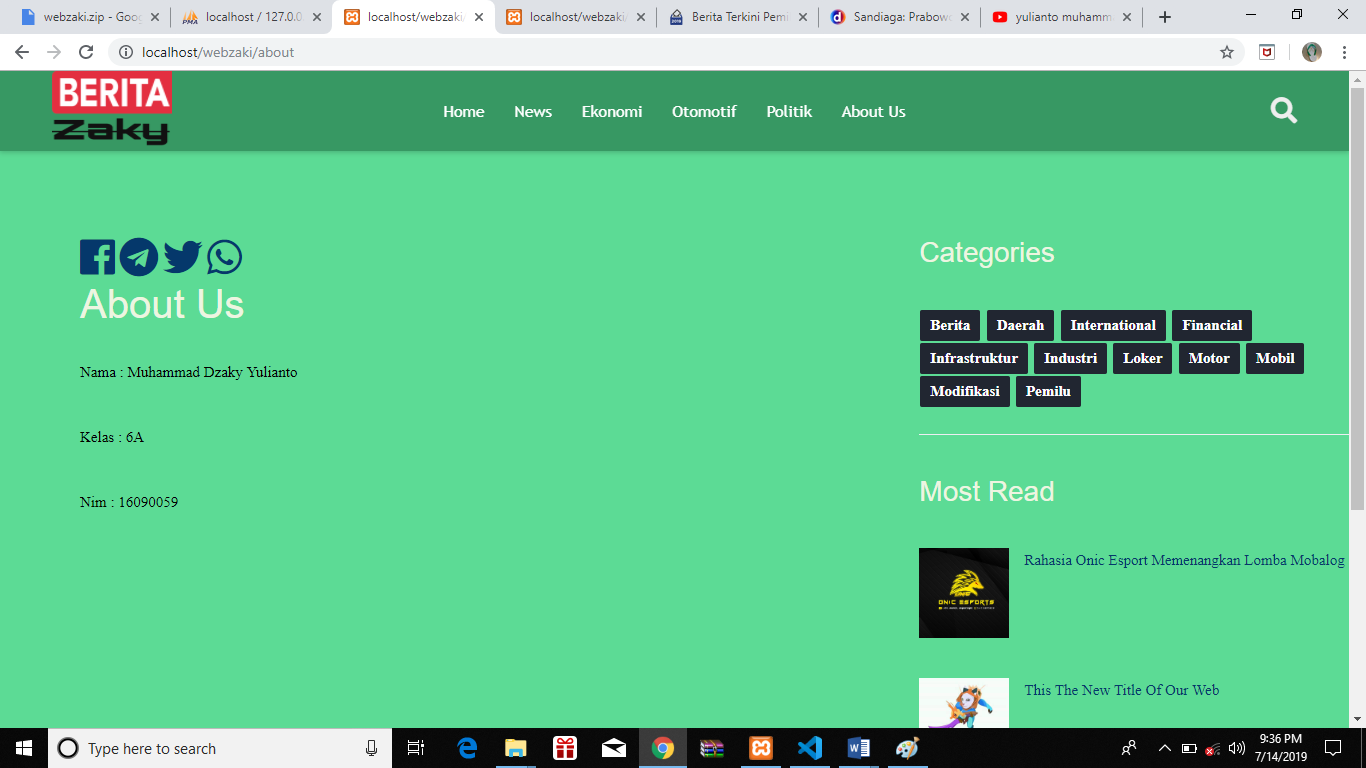 webzaki.zip - Goo
localhost / 127.0.0
localhost/webzaki/
localhost/webzaki/
Berita Terkini Pem
Sandiaga: Prabow
yulianto muhamm
localhost/webzaki/about
BERITA
Zaky
Home News Ekonomi Otomotif Politik About Us
About Us
Nama : Muhammad Dzaky Yulianto
Kelas : 6A
Nim : 16090059
Categories
Berita Daerah International Financial
Infrastruktur Industri Loker Motor Mobil
Modifikasi Pemilu
Most Read
ONIC ESPORTS
Rahasia Onic Esport Memenangkan Lomba Mobalog
This The New Title Of Our Web
Type here to search
9:36 PM
7/14/2019